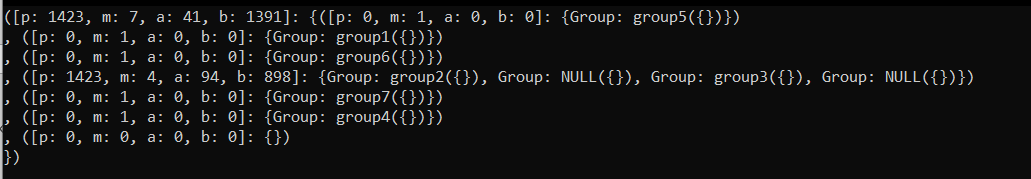 ([p: 1423, m: 7, a: 41, b: 1391]: {([p: 0, m: 1, a: 0, b: 0]: {Group: group5({})})
, ([p: 0, m: 1, a: 0, b: 0]: {Group: group1({})})
, ([p: 0, m: 1, a: 0, b: 0]: {Group: group6({})})
, ([p: 1423, m: 4, a: 94, b: 898]: {Group: group2({}), Group: NULL({}), Group: group3({}), Group: NULL({})})
, ([p: 0, m: 1, a: 0, b: 0]: {Group: group7({})})
, ([p: 0, m: 1, a: 0, b: 0]: {Group: group4({})})
, ([p: 0, m: 0, a: 0, b: 0]: {})
})